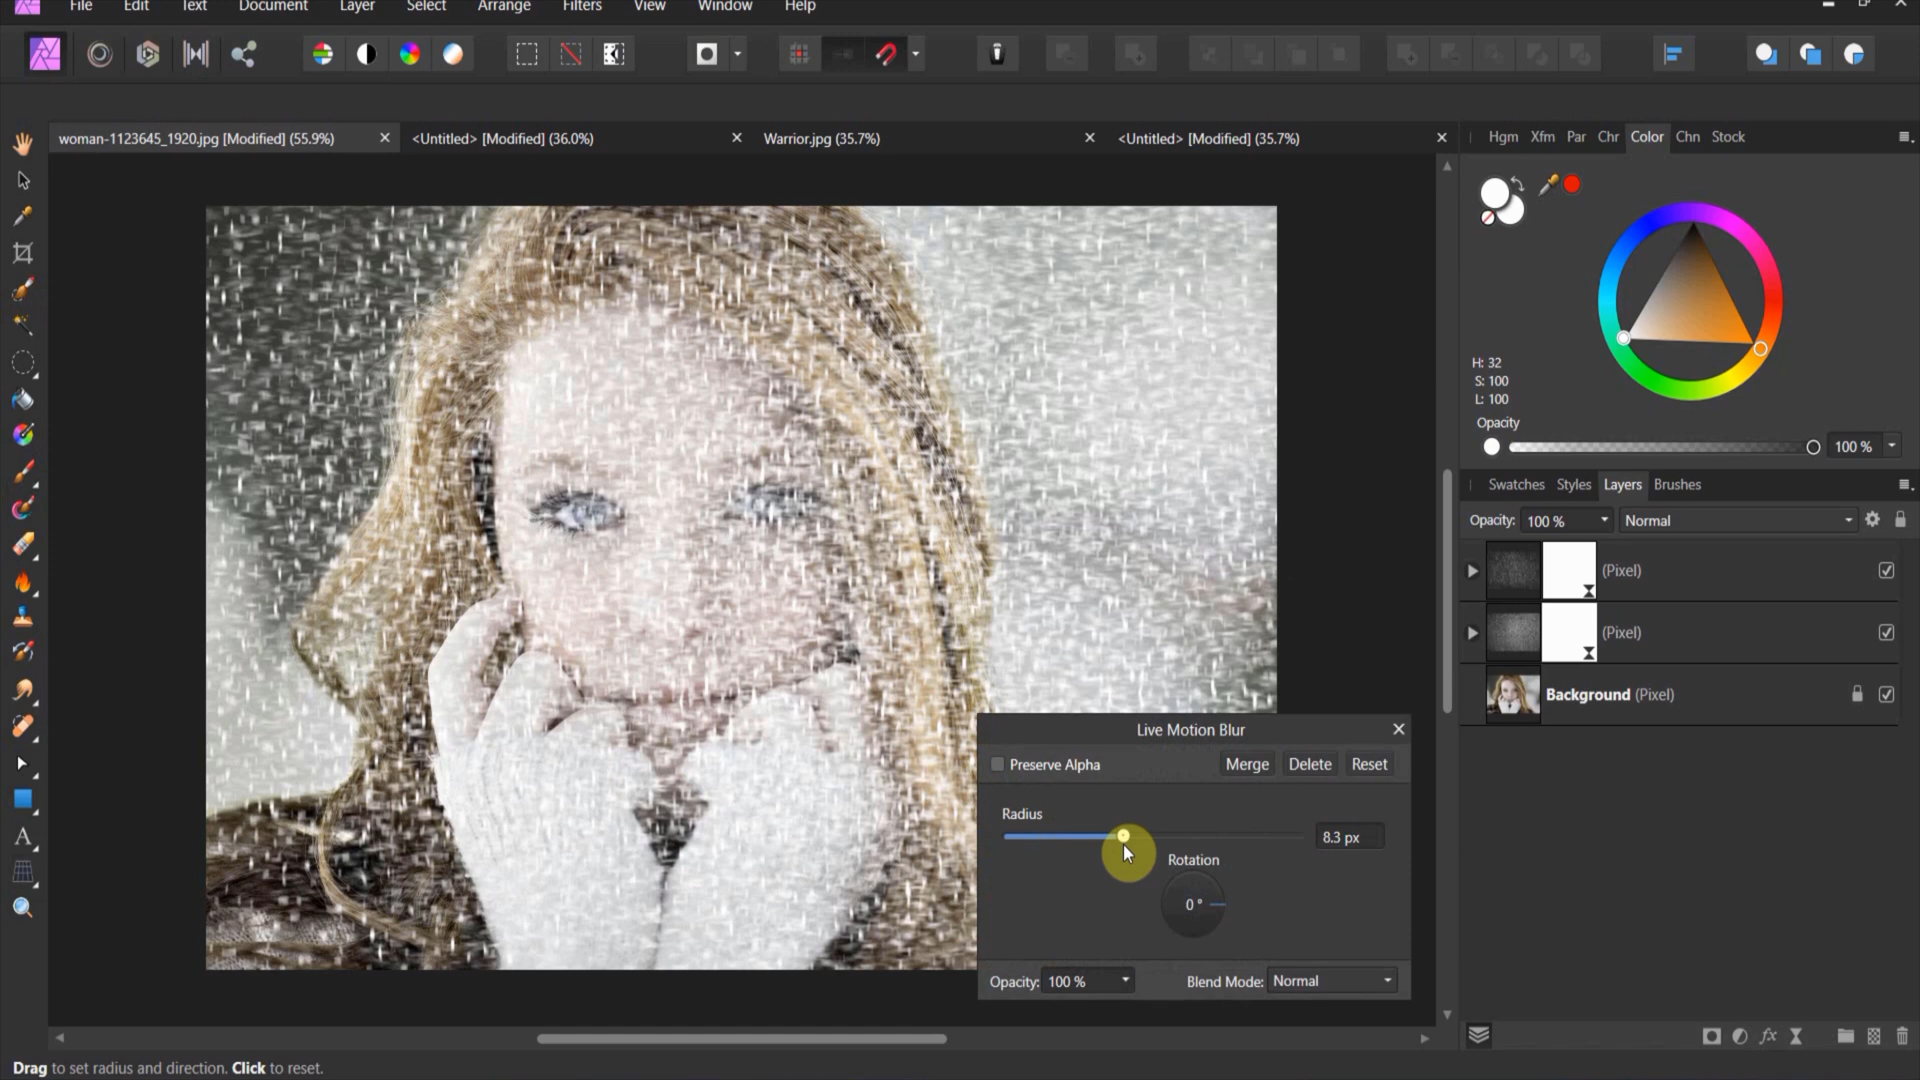 File Edit Text Document Layer Select Arrange Filters View Window Help
woman-1123645_1920.jpg [Modified] (55.9%)
<Untitled> [Modified] (36.0%)
Warrior.jpg (35.7%)
<Untitled> [Modified] (35.7%)
Hgm Xfm Par Chr Color Chn Stock
H: 32
S: 100
L: 100
Opacity
100 %
Swatches Styles Layers Brushes
Opacity: 100 % Normal
(Pixel)
(Pixel)
Background (Pixel)
Live Motion Blur
Preserve Alpha Merge Delete Reset
Radius
8.3 px
Rotation
0 °
Opacity: 100 % Blend Mode: Normal
Drag to set radius and direction. Click to reset.